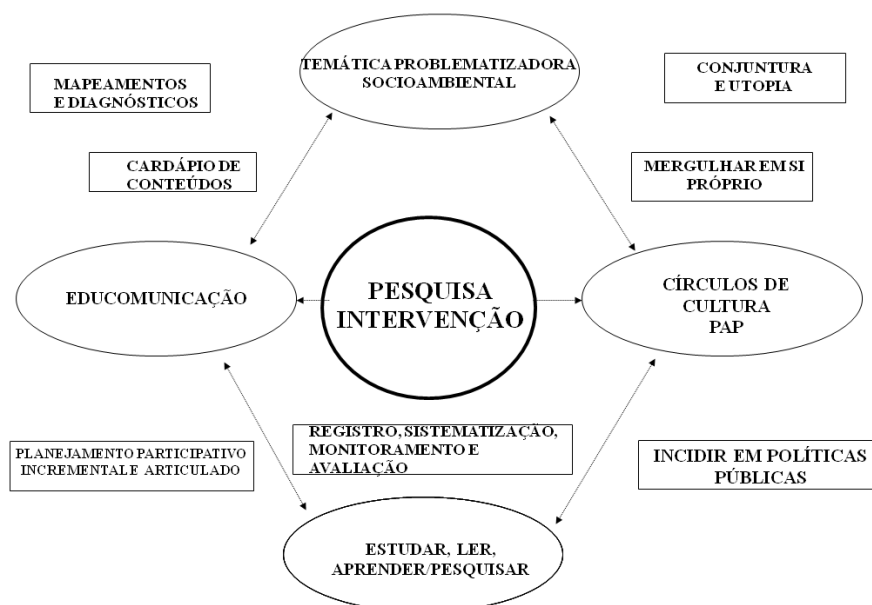 TEMÁTICA PROBLEMATIZADORA
SOCIOAMBIENTAL
MAPEAMENTOS
E DIAGNÓSTICOS
CONJUNTURA
E UTOPIA
CARDÁPIO DE
CONTEÚDOS
MERGULHAR EM SI
PRÓPRIO
EDUCOMUNICAÇÃO
PESQUISA
INTERVENÇÃO
CÍRCULOS DE
CULTURA
PAP
PLANEJAMENTO PARTICIPATIVO
INCREMENTAL E ARTICULADO
REGISTRO, SISTEMATIZAÇÃO,
MONITORAMENTO E
AVALIAÇÃO
INCIDIR EM POLÍTICAS
PÚBLICAS
ESTUDAR, LER,
APRENDER/PESQUISAR